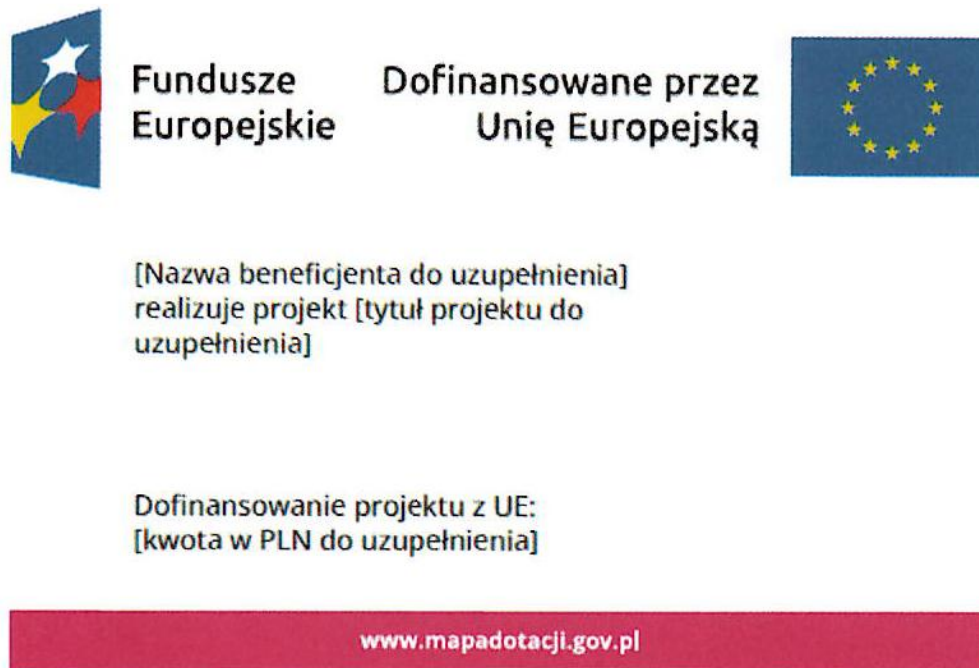 Fundusze
Europejskie
Dofinansowane przez
Unię Europejską
[Nazwa beneficjenta do uzupełnienia]
realizuje projekt [tytuł projektu do
uzupełnienia]
Dofinansowanie projektu z UE:
[kwota w PLN do uzupełnienia]
www.mapadotacji.gov.pl